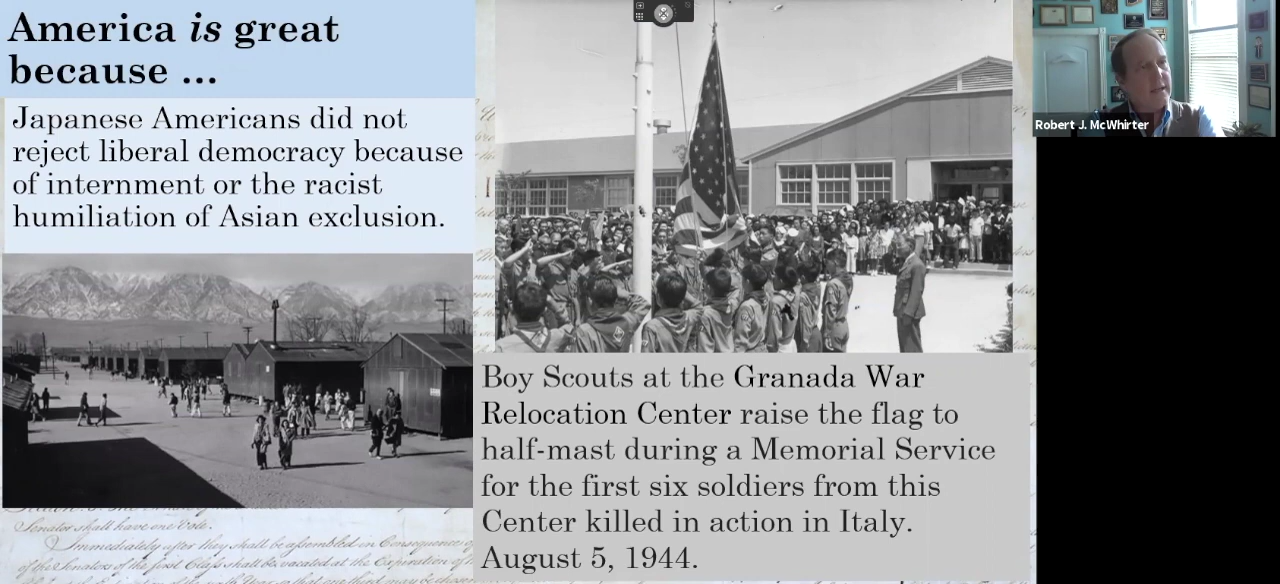 America is great
because ...
Japanese Americans did not
reject liberal democracy because
of internment or the racist
humiliation of Asian exclusion.
Boy Scouts at the Granada War
Relocation Center raise the flag to
half-mast during a Memorial Service
for the first six soldiers from this
Center killed in action in Italy.
August 5, 1944.
Robert J. McWhirter
Senator shall have one Vote.
Immediately after they shall be assembled in Consequence of
of the Senators of the first Class shall be vacated at the Expiration of